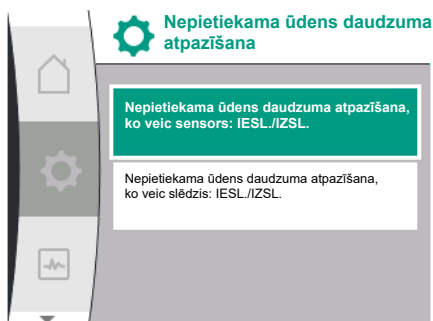 Nepietiekama ūdens daudzuma
atpazīšana
Nepietiekama ūdens daudzuma atpazīšana,
ko veic sensors: IESL./IZSL.
Nepietiekama ūdens daudzuma atpazīšana,
ko veic slēdzis: IESL./IZSL.